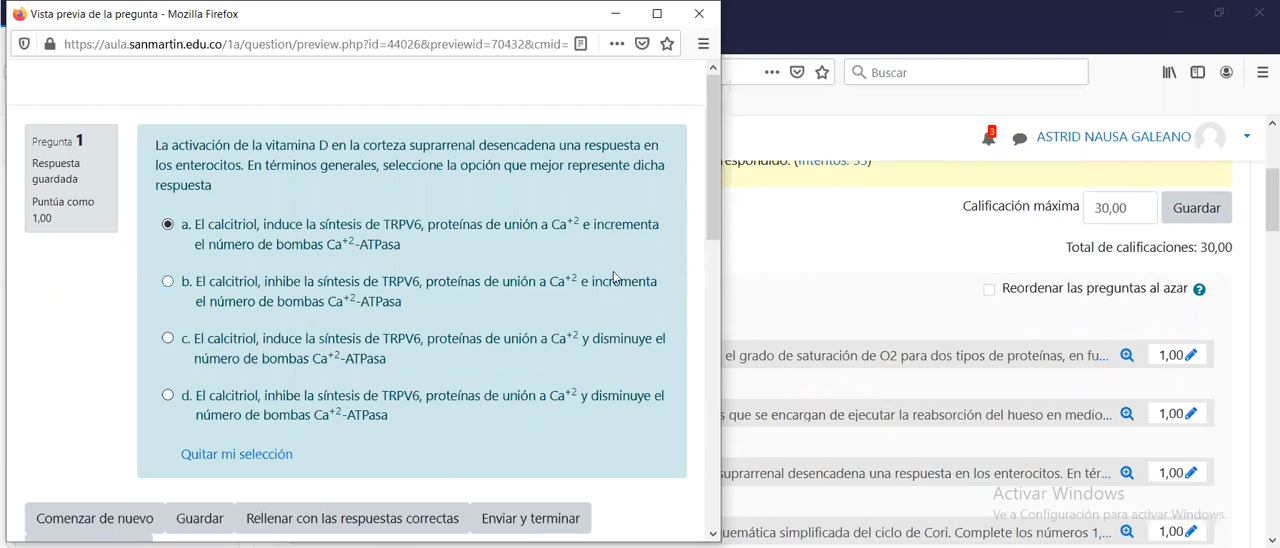 Vista previa de la pregunta - Mozilla Firefox
https://aula.sanmartin.edu.co/1a/question/preview.php?id=44026&previewid=70432&cmid=
Buscar
Pregunta 1
Respuesta
guardada
Puntúa como
1,00
La activación de la vitamina D en la corteza suprarrenal desencadena una respuesta en
los enterocitos. En términos generales, seleccione la opción que mejor represente dicha
respuesta
a. El calcitriol, induce la síntesis de TRPV6, proteínas de unión a Ca+2 e incrementa
el número de bombas Ca+2-ATPasa
b. El calcitriol, inhibe la síntesis de TRPV6, proteínas de unión a Ca+2 e incrementa
el número de bombas Ca+2-ATPasa
c. El calcitriol, induce la síntesis de TRPV6, proteínas de unión a Ca+2 y disminuye el
número de bombas Ca+2-ATPasa
d. El calcitriol, inhibe la síntesis de TRPV6, proteínas de unión a Ca+2 y disminuye el
número de bombas Ca+2-ATPasa
Quitar mi selección
Comenzar de nuevo Guardar Rellenar con las respuestas correctas Enviar y terminar
3 ASTRID NAUSA GALEANO
respondido. (Intentos: 35)
Calificación máxima 30,00 Guardar
Total de calificaciones: 30,00
Reordenar las preguntas al azar
el grado de saturación de O2 para dos tipos de proteínas, en fu... 1,00
s que se encargan de ejecutar la reabsorción del hueso en medio... 1,00
suprarrenal desencadena una respuesta en los enterocitos. En tér... 1,00
Activar Windows
Ve a Configuración para activar Windows.
uemática simplificada del ciclo de Cori. Complete los números 1,... 1,00